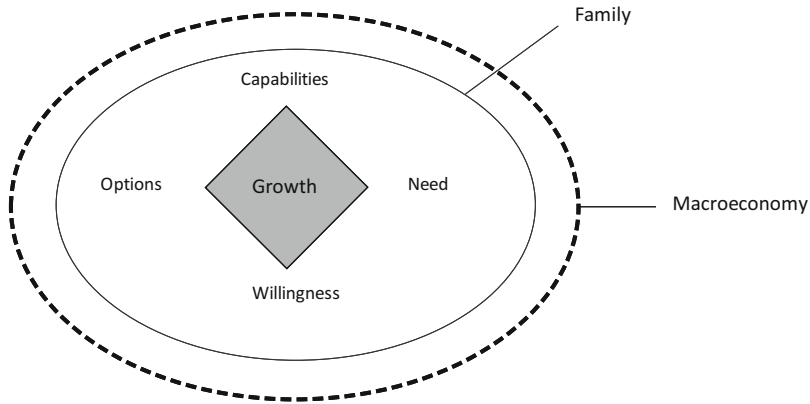 Family
Capabilities
Options
Growth
Need
Macroeconomy
Willingness